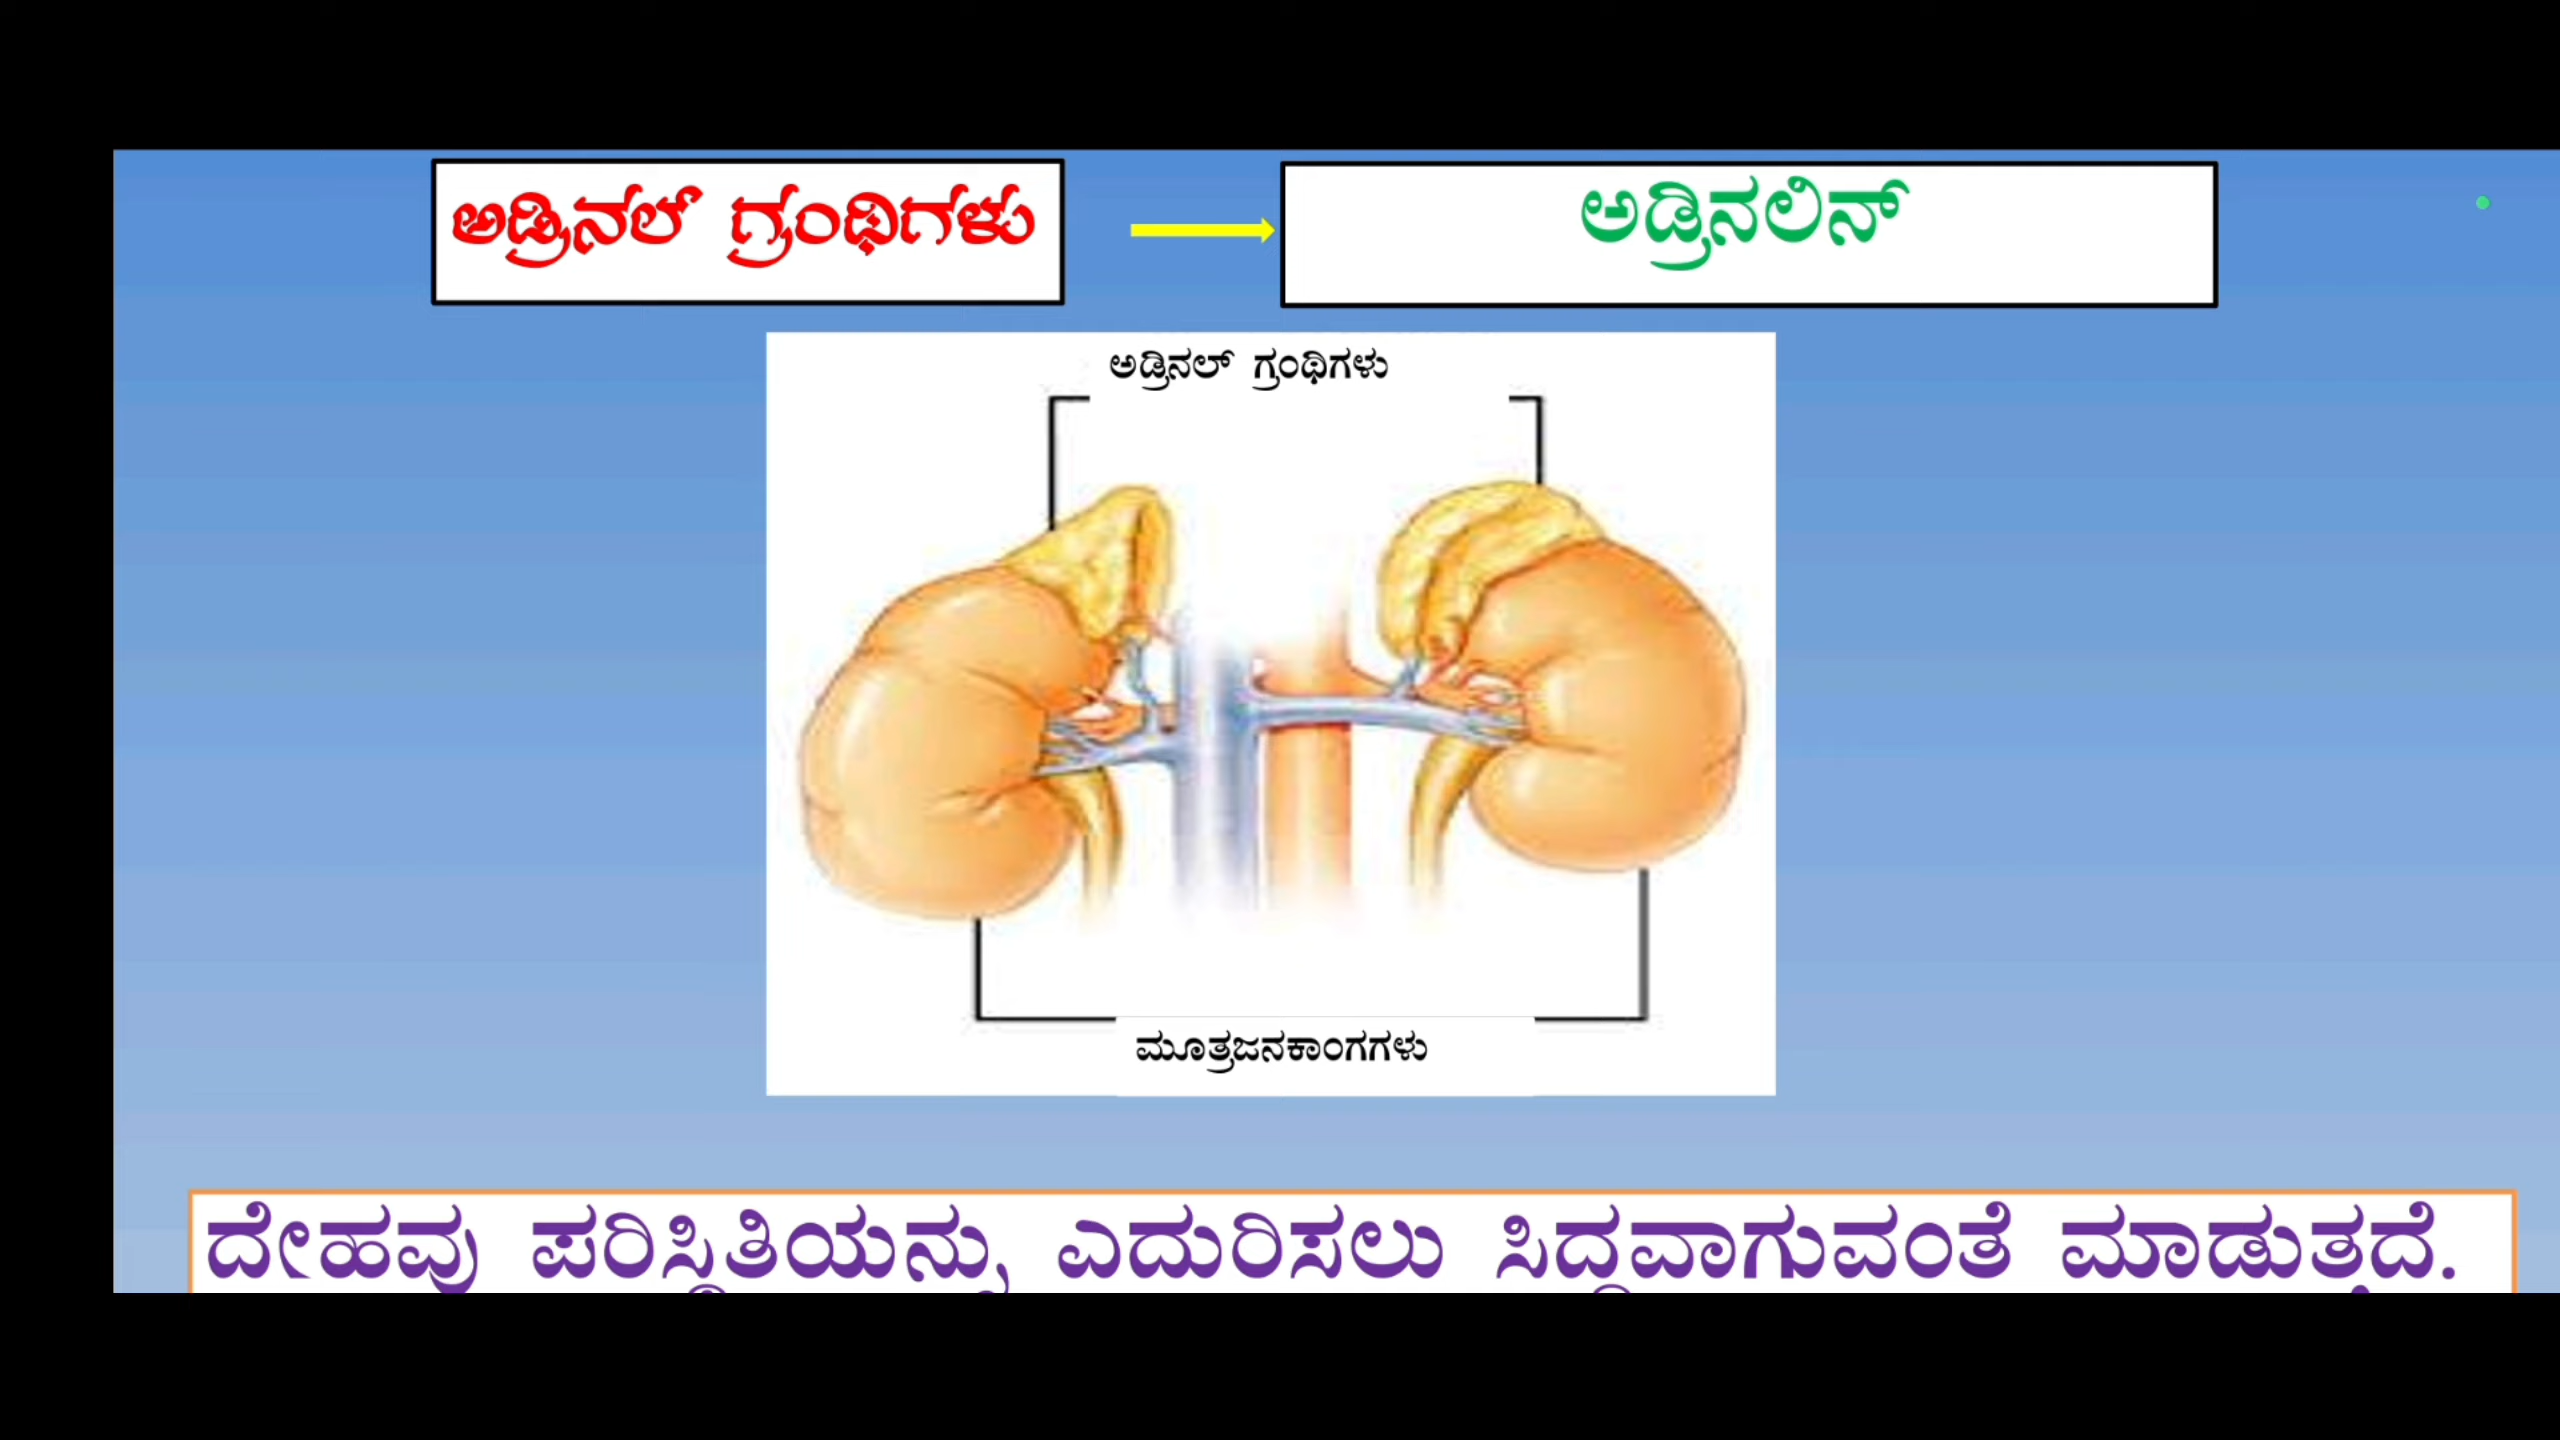 ಅಡ್ರಿನಲ್ ಗ್ರಂಥಿಗಳು
ಅಡ್ರಿನಲಿನ್
ಅಡ್ರಿನಲ್ ಗ್ರಂಥಿಗಳು
ಮೂತ್ರಜನಕಾಂಗಗಳು
ದೇಹವು ಪರಿಸ್ಥಿತಿಯನ್ನು ಎದುರಿಸಲು ಸಿದ್ಧವಾಗುವಂತೆ ಮಾಡುತ್ತದೆ.